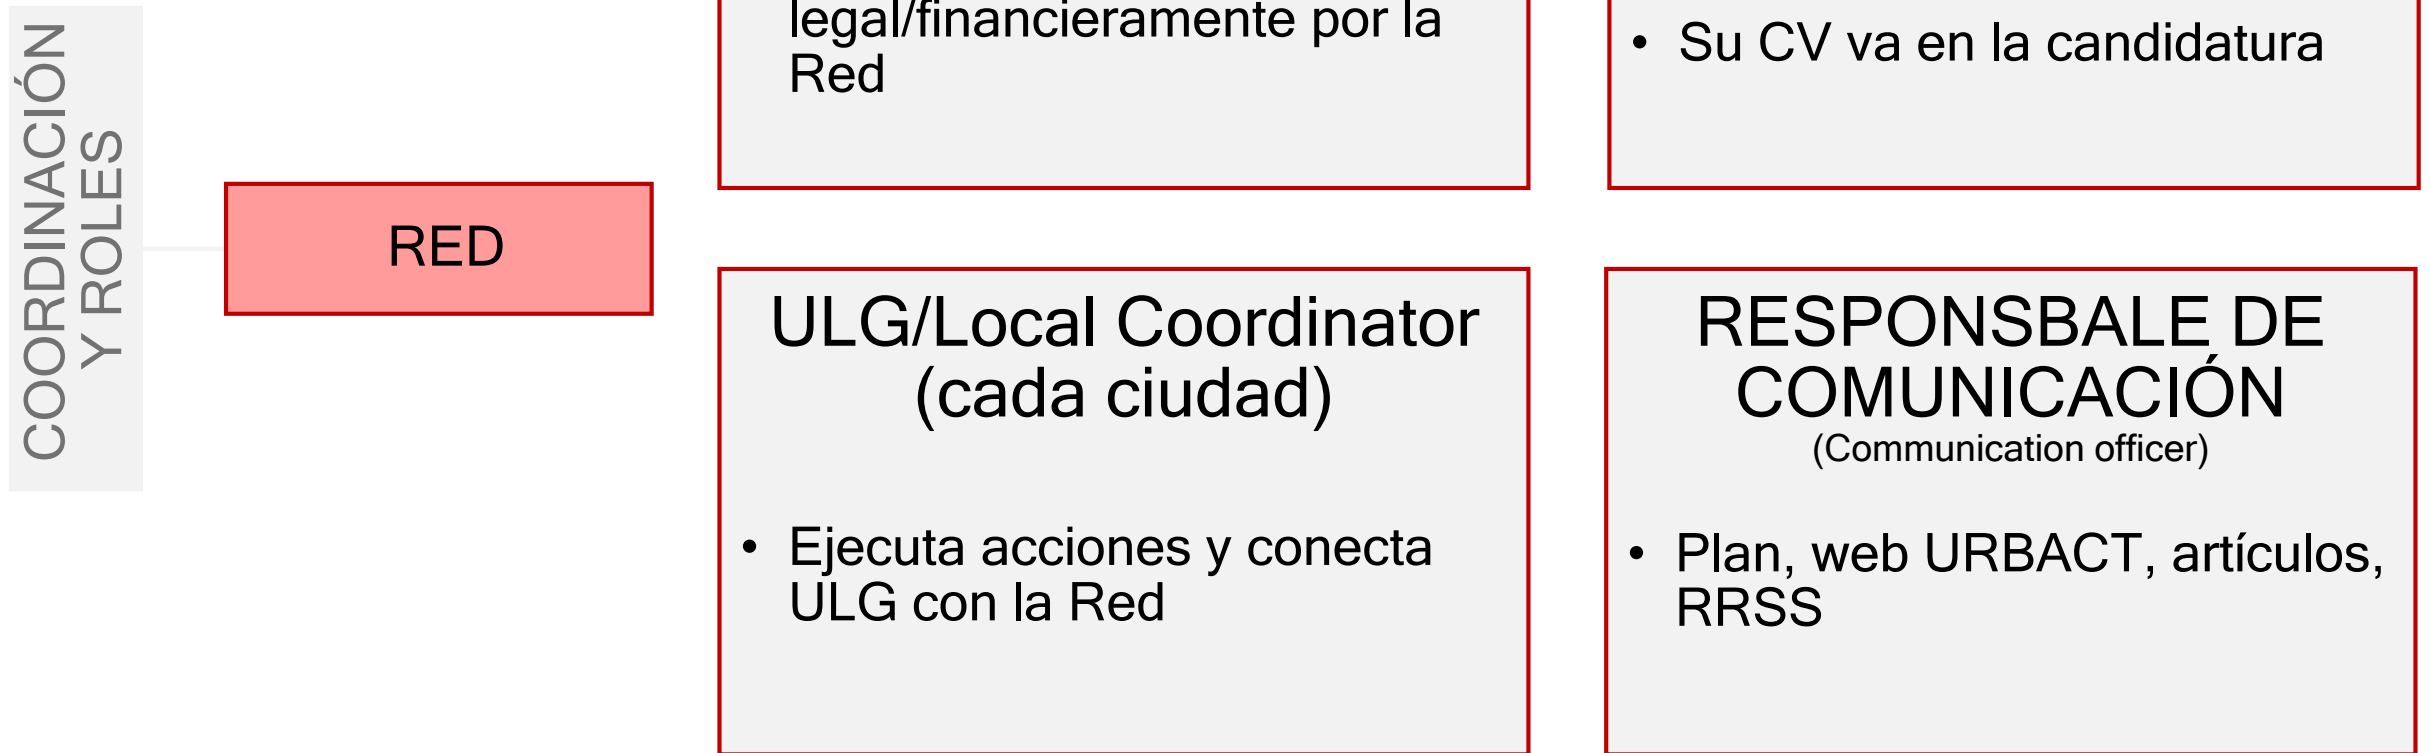 COORDINACIÓN
Y ROLES
RED
legal/financieramente por la
Red
• Su CV va en la candidatura
ULG/Local Coordinator
(cada ciudad)
• Ejecuta acciones y conecta
ULG con la Red
RESPONSBALE DE
COMUNICACIÓN
(Communication officer)
• Plan, web URBACT, artículos,
RRSS